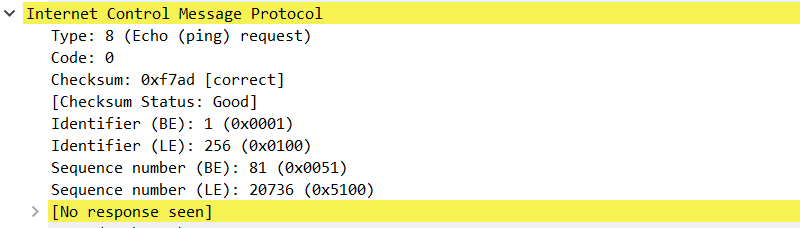 Internet Control Message Protocol
Type: 8 (Echo (ping) request)
Code: 0
Checksum: 0xf7ad [correct]
[Checksum Status: Good]
Identifier (BE): 1 (0x0001)
Identifier (LE): 256 (0x0100)
Sequence number (BE): 81 (0x0051)
Sequence number (LE): 20736 (0x5100)
[No response seen]